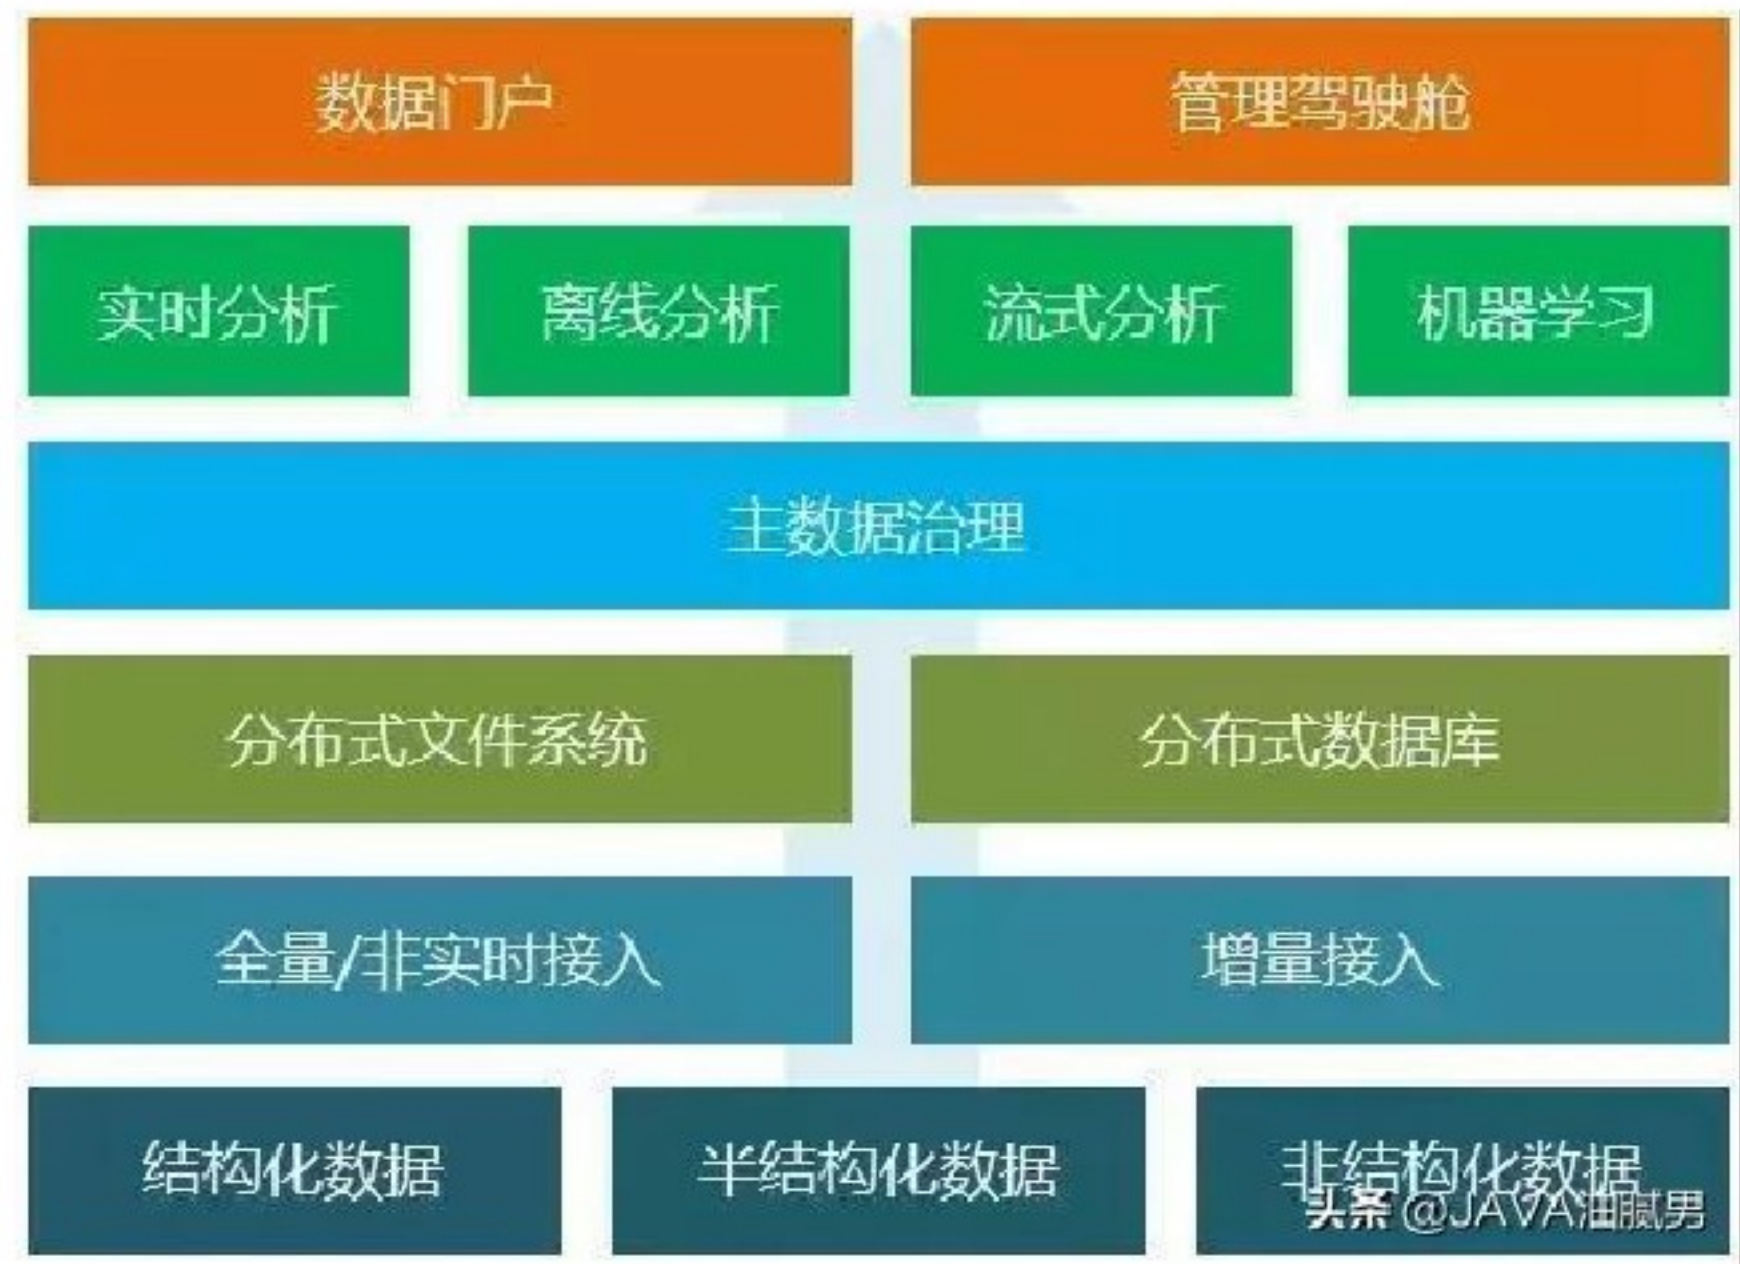 数据门户
管理驾驶舱
实时分析
离线分析
流式分析
机器学习
主数据治理
分布式文件系统
分布式数据库
全量/非实时接入
增量接入
结构化数据
半结构化数据
非结构化数据
头条 @JAVA油腻男